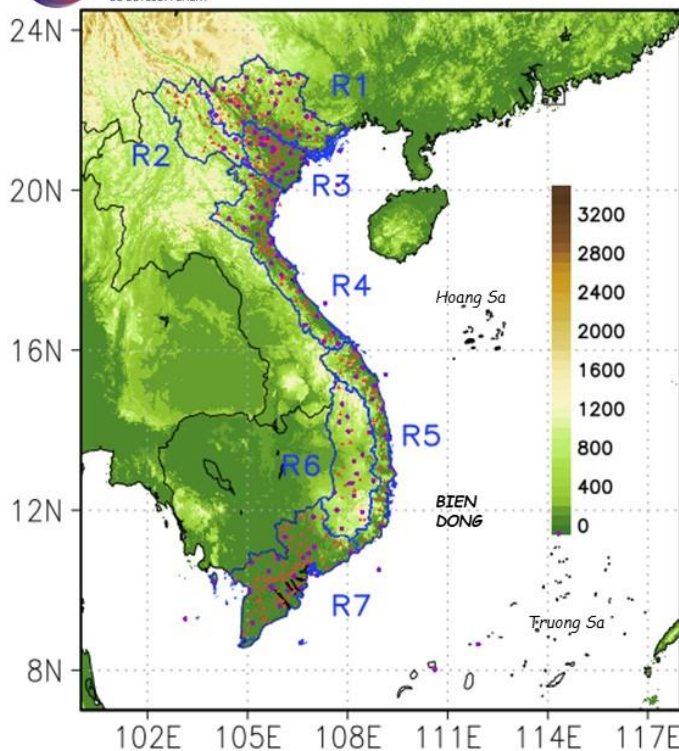 24N
R1
R2
20N
R3
3200
2800
R4
Hoang Sa
2400
2000
16N
1600
1200
R5
800
R6
400
12N
BIEN
DONG
0
R7
Truong Sa
8N
102E 105E 108E 111E 114E 117E